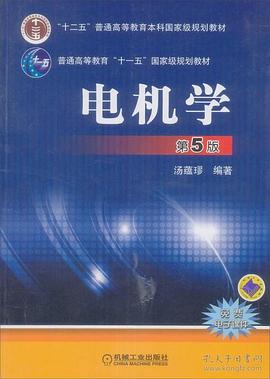 "十二五"普通高等教育本科国家级规划教材
普通高等教育"十一五"国家级规划教材
电机学
第5版
汤蕴璆 编著
免费
电子课件
机械工业出版社
CHINA MACHINE PRESS
孔夫子旧书网